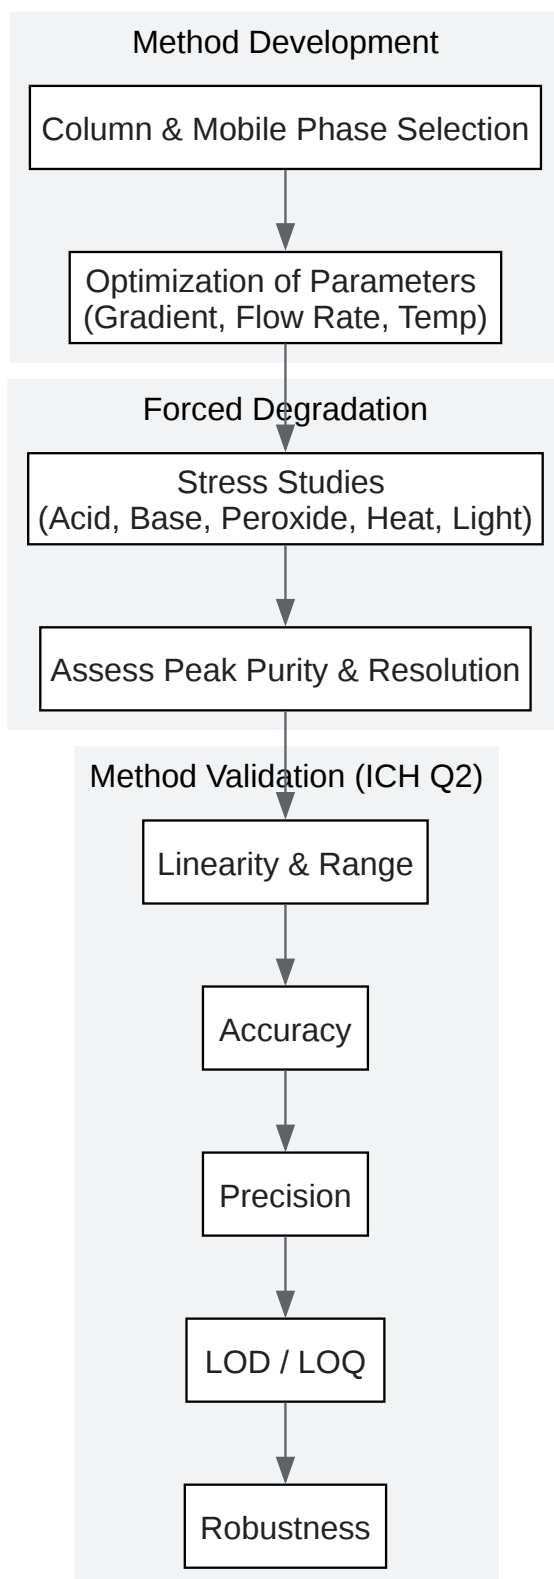 Method Development
Column & Mobile Phase Selection
Optimization of Parameters
(Gradient, Flow Rate, Temp)
Forced Degradation
Stress Studies
(Acid, Base, Peroxide, Heat, Light)
Assess Peak Purity & Resolution
Method Validation (ICH Q2)
Linearity & Range
Accuracy
Precision
LOD / LOQ
Robustness